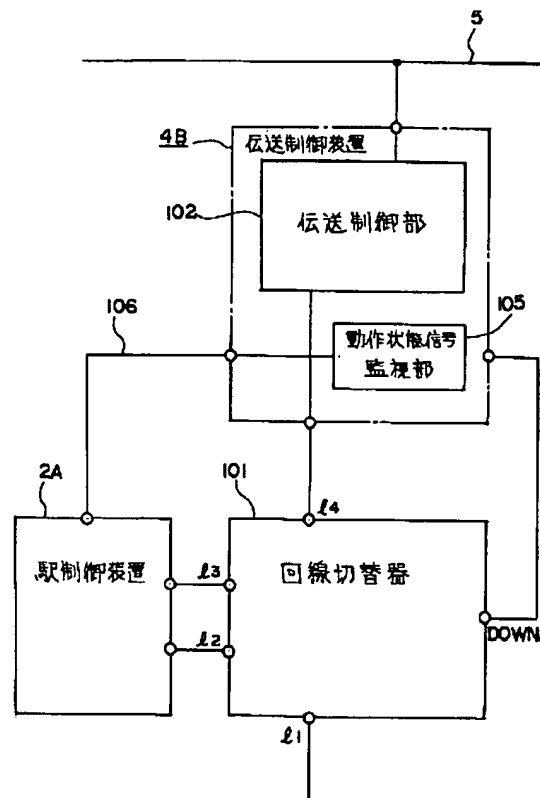 5
4B
伝送制御装置
102
伝送制御部
106
105
動作状態信号
監視部
2A
101
l4
駅制御装置
l3
回線切替器
l2
DOWN
l1